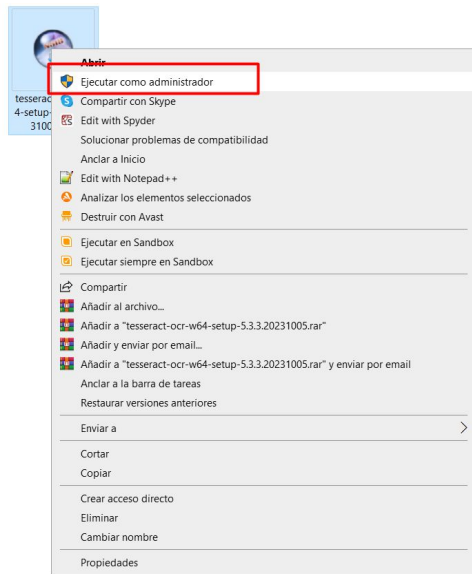 Abrir
Ejecutar como administrador
tesserac
4-setup-
3100
Compartir con Skype
Edit with Spyder
Solucionar problemas de compatibilidad
Anclar a Inicio
Edit with Notepad++
Analizar los elementos seleccionados
Destruir con Avast
Ejecutar en Sandbox
Ejecutar siempre en Sandbox
Compartir
Añadir al archivo...
Añadir a "tesseract-ocr-w64-setup-5.3.3.20231005.rar"
Añadir y enviar por email...
Añadir a "tesseract-ocr-w64-setup-5.3.3.20231005.rar" y enviar por email
Anclar a la barra de tareas
Restaurar versiones anteriores
Enviar a
Cortar
Copiar
Crear acceso directo
Eliminar
Cambiar nombre
Propiedades